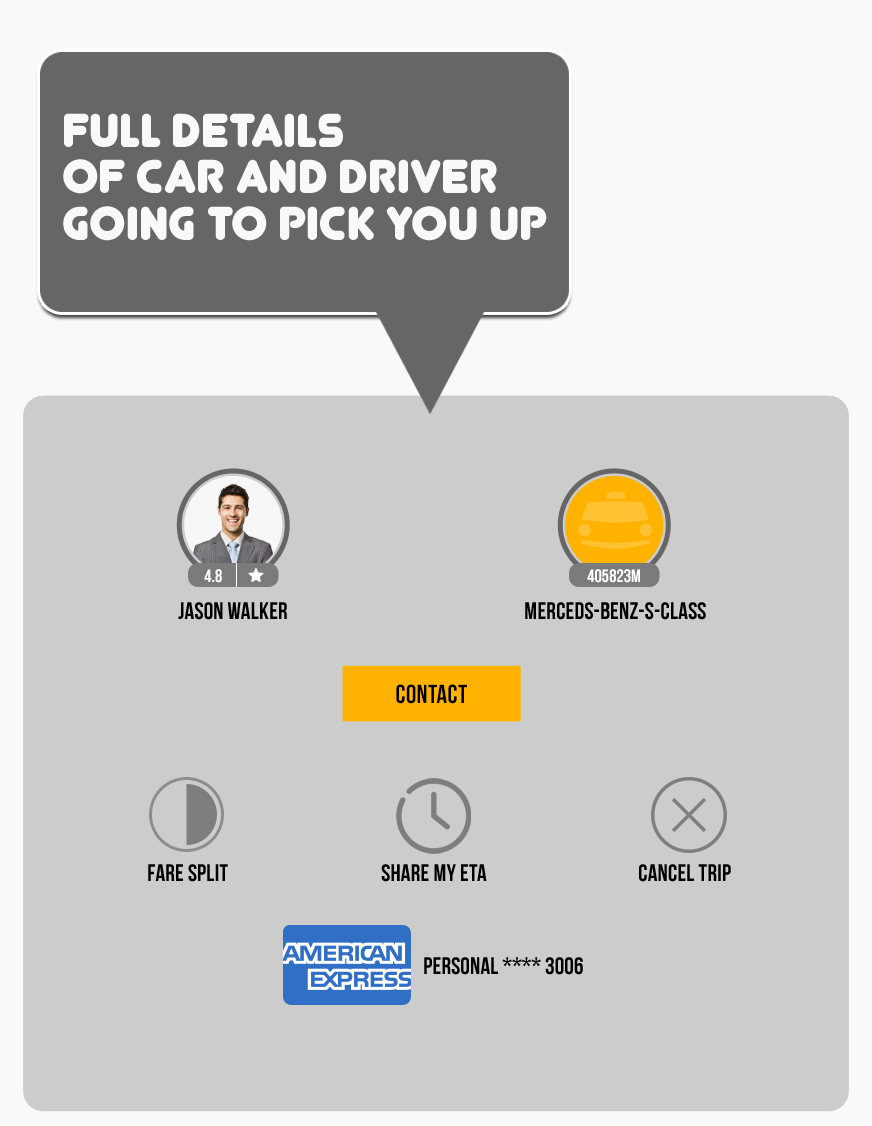 FULL DETAILS
OF CAR AND DRIVER
GOING TO PICK YOU UP
4.8
405823M
JASON WALKER
MERCEDS-BENZ-S-CLASS
CONTACT
FARE SPLIT
SHARE MY ETA
CANCEL TRIP
AMERICAN
EXPRESS
PERSONAL **** 3006